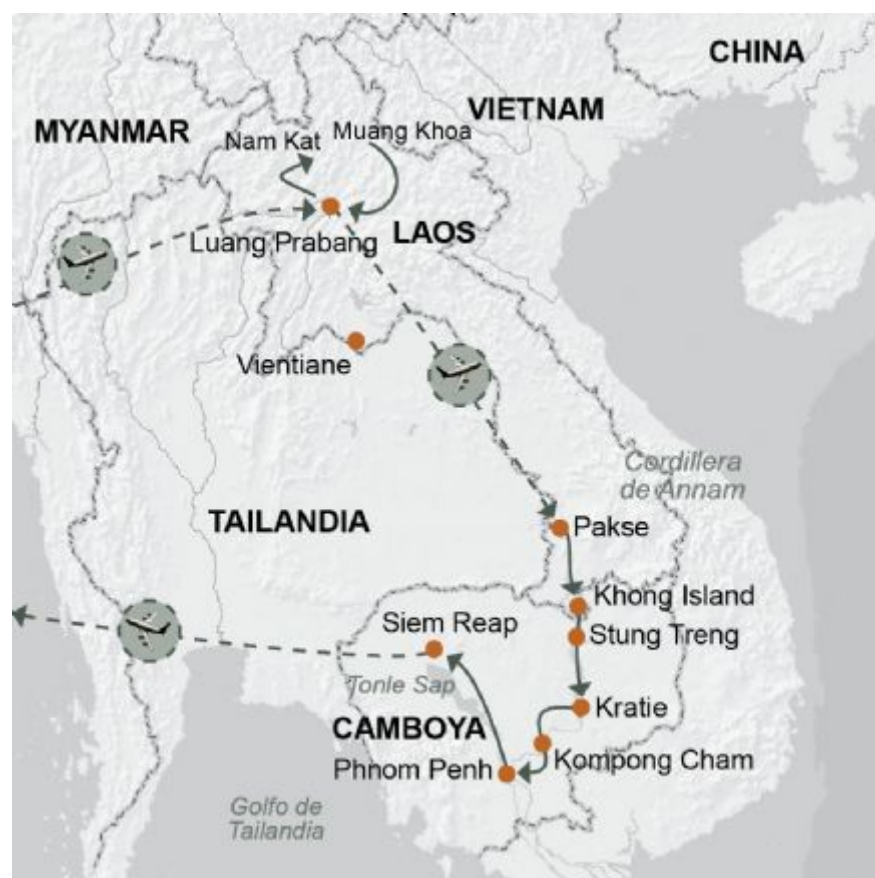 CHINA
VIETNAM
MYANMAR
Nam Kat
Muang Khoa
Luang Prabang
LAOS
Vientiane
Cordillera
de Annam
TAILANDIA
Pakse
Khong Island
Siem Reap
Stung Treng
Tonle Sap
Kratie
CAMBOYA
Kompong Cham
Phnom Penh
Golfo de
Tailandia